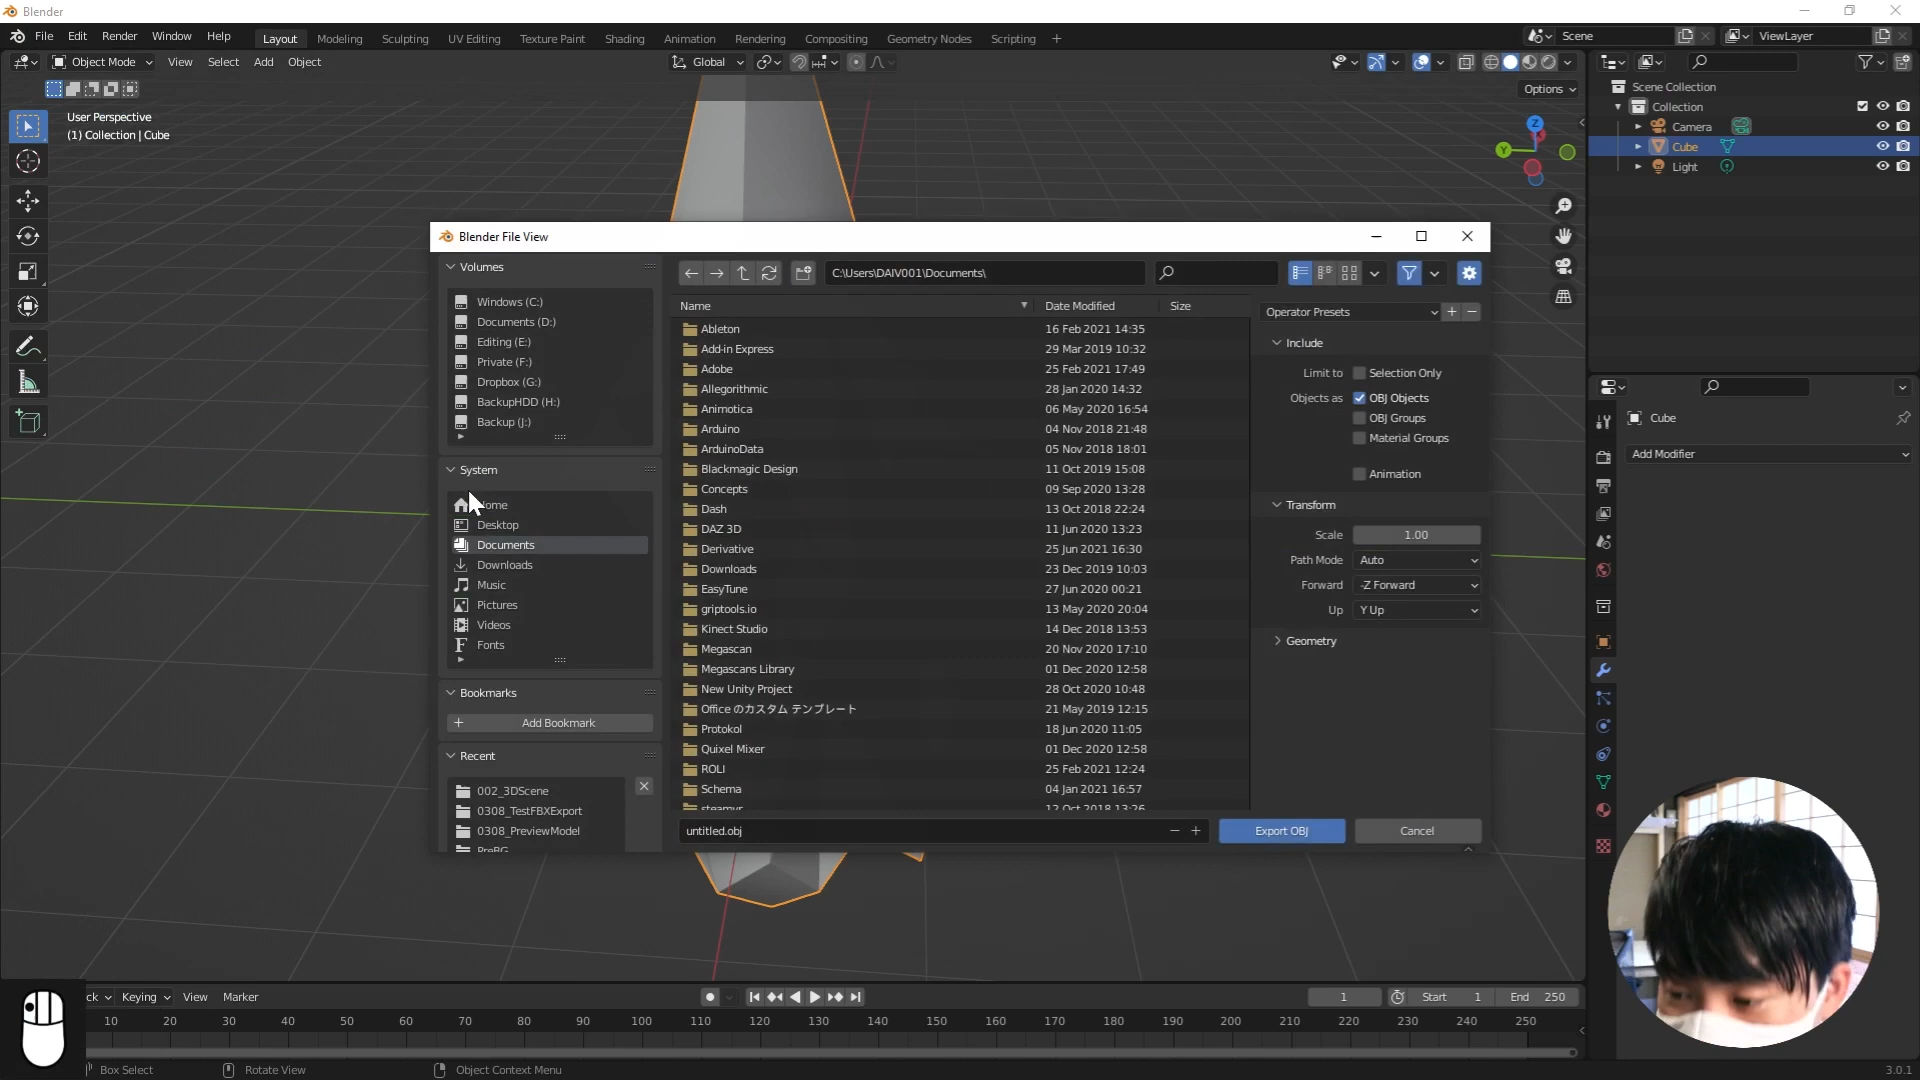 Blender
File Edit Render Window Help Layout Modeling Sculpting UV Editing Texture Paint Shading Animation Rendering Compositing Geometry Nodes Scripting + Scene ViewLayer
Object Mode View Select Add Object Global
Options
User Perspective
(1) Collection | Cube
Scene Collection
Collection
Camera
Cube
Light
Z
Y
Blender File View
Volumes
Windows (C:)
Documents (D:)
Editing (E:)
Private (F:)
Dropbox (G:)
BackupHDD (H:)
Backup (J:)
System
ome
Desktop
Documents
Downloads
Music
Pictures
Videos
Fonts
Bookmarks
+ Add Bookmark
Recent
002_3DScene
0308_TestFBXExport
0308_PreviewModel
PreBG
C:\Users\DAIV001\Documents\
Name Date Modified Size
Ableton 16 Feb 2021 14:35
Add-in Express 29 Mar 2019 10:32
Adobe 25 Feb 2021 17:49
Allegorithmic 28 Jan 2020 14:32
Animotica 06 May 2020 16:54
Arduino 04 Nov 2018 21:48
ArduinoData 05 Nov 2018 18:01
Blackmagic Design 11 Oct 2019 15:08
Concepts 09 Sep 2020 13:28
Dash 13 Oct 2018 22:24
DAZ 3D 11 Jun 2020 13:23
Derivative 25 Jun 2021 16:30
Downloads 23 Dec 2019 10:03
EasyTune 27 Jun 2020 00:21
griptools.io 13 May 2020 20:04
Kinect Studio 14 Dec 2018 13:53
Megascan 20 Nov 2020 17:10
Megascans Library 01 Dec 2020 12:58
New Unity Project 28 Oct 2020 10:48
Office のカスタム テンプレート 21 May 2019 12:15
Protokol 18 Jun 2020 11:05
Quixel Mixer 01 Dec 2020 12:58
ROLI 25 Feb 2021 12:24
Schema 04 Jan 2021 16:57
steamvr 12 Oct 2018 13:26
untitled.obj − + Export OBJ Cancel
Operator Presets + −
Include
Limit to Selection Only
Objects as OBJ Objects
OBJ Groups
Material Groups
Animation
Transform
Scale 1.00
Path Mode Auto
Forward -Z Forward
Up Y Up
Geometry
Cube
Add Modifier
ck Keying View Marker 1 Start 1 End 250
10 20 30 40 50 60 70 80 90 100 110 120 130 140 150 160 170 180 190 200 210 220 230 240 250
Box Select Rotate View Object Context Menu 3.0.1